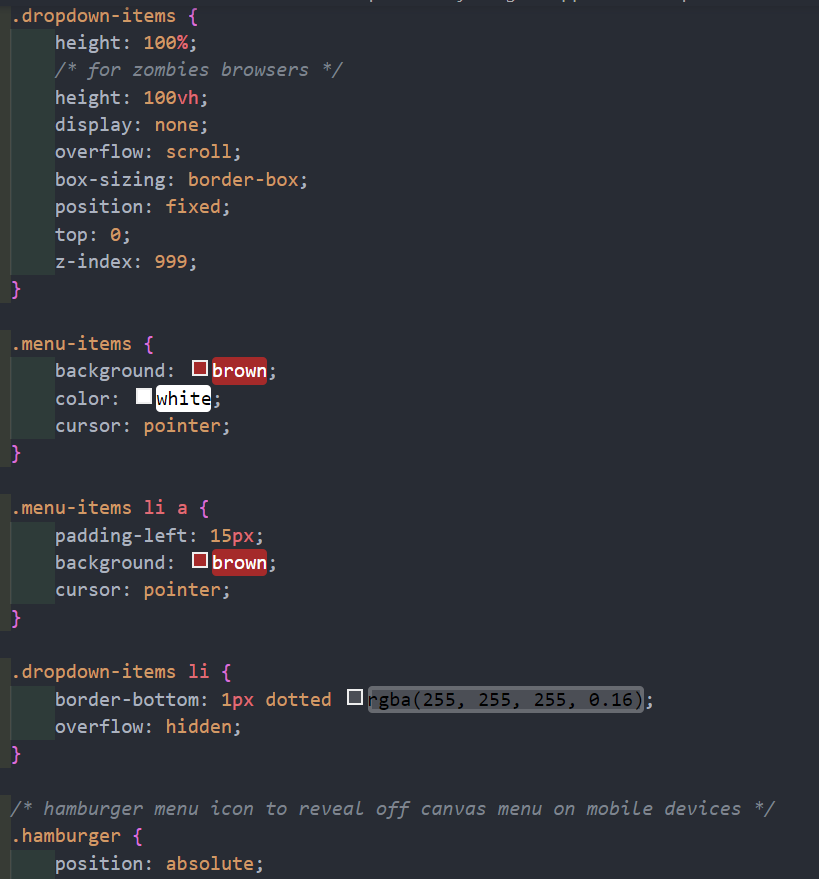 .dropdown-items {
height: 100%;
/* for zombies browsers */
height: 100vh;
display: none;
overflow: scroll;
box-sizing: border-box;
position: fixed;
top: 0;
z-index: 999;
}
.menu-items {
background: brown;
color: white;
cursor: pointer;
}
.menu-items li a {
padding-left: 15px;
background: brown;
cursor: pointer;
}
.dropdown-items li {
border-bottom: 1px dotted rgba(255, 255, 255, 0.16);
overflow: hidden;
}
/* hamburger menu icon to reveal off canvas menu on mobile devices */
.hamburger {
position: absolute;